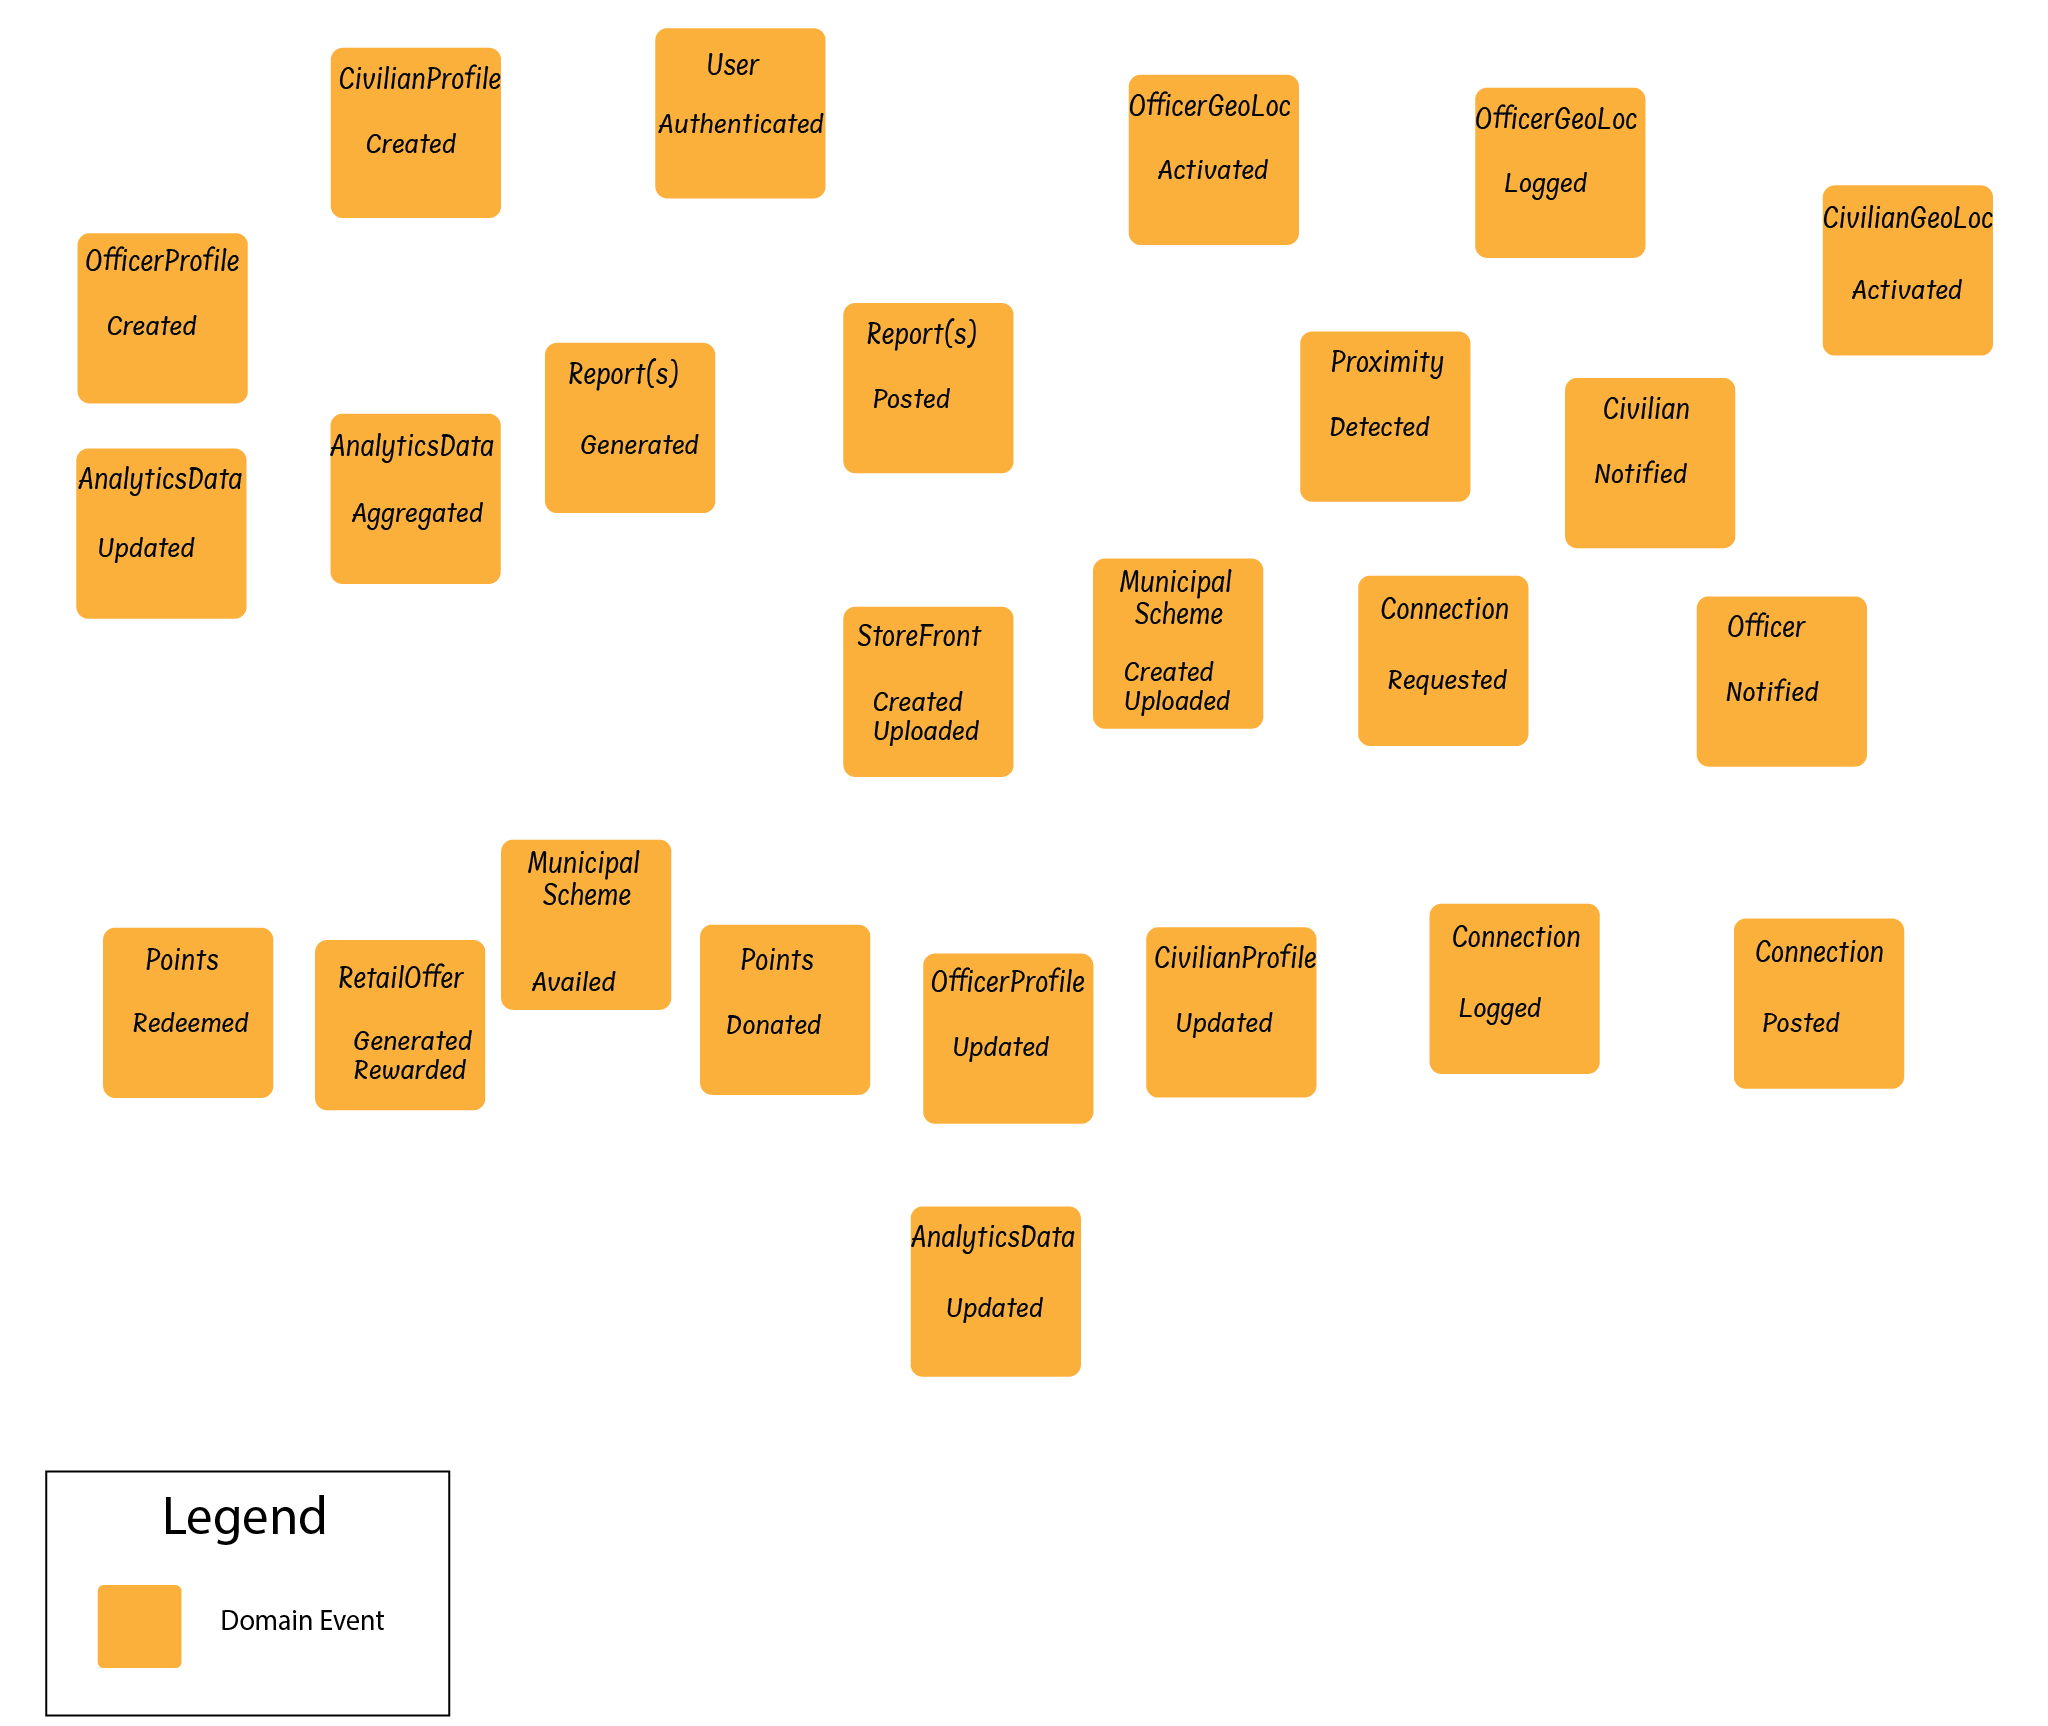 CivilianProfile
Created
User
Authenticated
OfficerGeoLoc
Activated
OfficerGeoLoc
Logged
CivilianGeoLoc
Activated
OfficerProfile
Created
Report(s)
Generated
Report(s)
Posted
Proximity
Detected
Civilian
Notified
AnalyticsData
Updated
AnalyticsData
Aggregated
StoreFront
Created
Uploaded
Municipal
Scheme
Created
Uploaded
Connection
Requested
Officer
Notified
Points
Redeemed
RetailOffer
Generated
Rewarded
Municipal
Scheme
Availed
Points
Donated
OfficerProfile
Updated
CivilianProfile
Updated
Connection
Logged
Connection
Posted
AnalyticsData
Updated
Legend
Domain Event